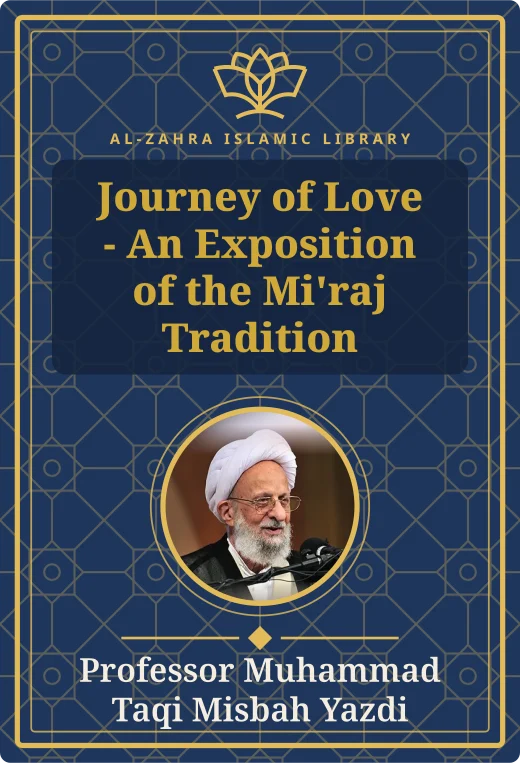 AL-ZAHRA ISLAMIC LIBRARY
Journey of Love
- An Exposition
of the Mi'raj
Tradition
Professor Muhammad
Taqi Misbah Yazdi